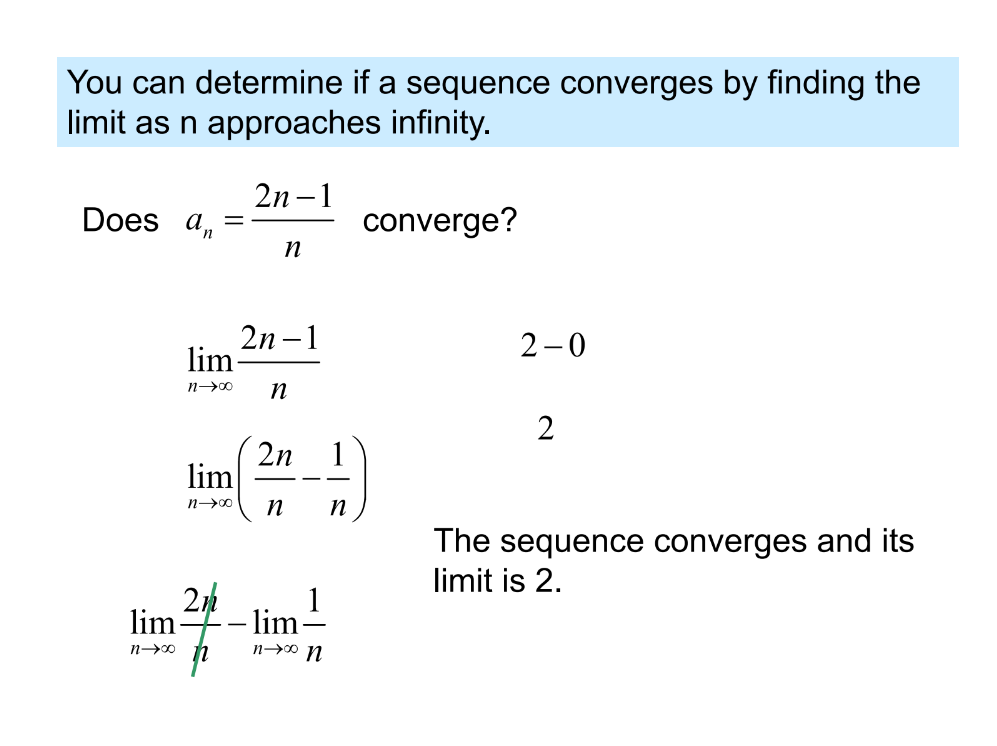 You can determine if a sequence converges by finding the
limit as n approaches infinity.
Does $a_n = \frac{2n-1}{n}$ converge?
$\lim_{n \to \infty} \frac{2n-1}{n}$
$\lim_{n \to \infty} \left( \frac{2n}{n} - \frac{1}{n} \right)$
$\lim_{n \to \infty} \frac{2n}{n} - \lim_{n \to \infty} \frac{1}{n}$
$2-0$
$2$
The sequence converges and its
limit is 2.